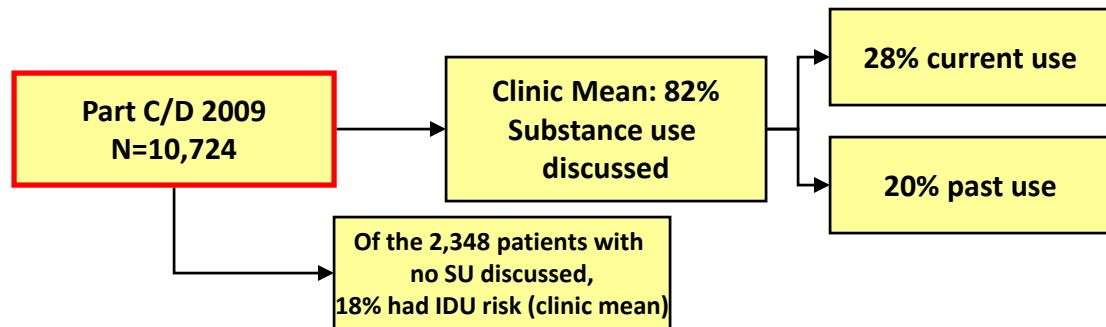 Part C/D 2009
N=10,724
Clinic Mean: 82%
Substance use
discussed
28% current use
20% past use
Of the 2,348 patients with
no SU discussed,
18% had IDU risk (clinic mean)